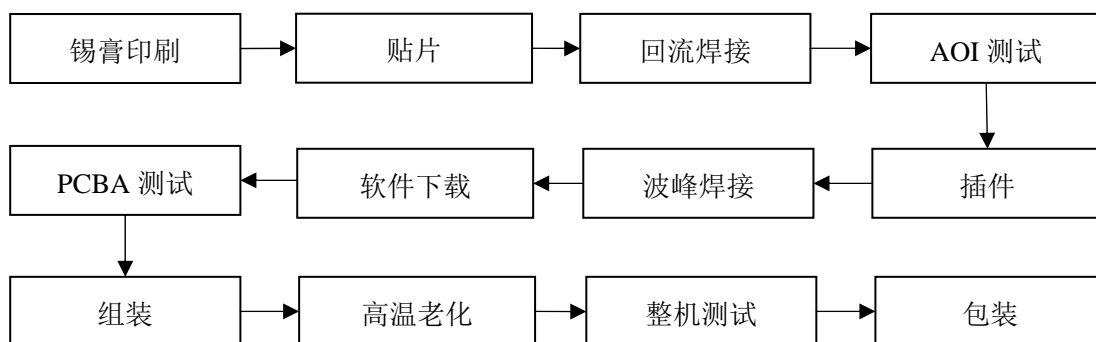 锡膏印刷
贴片
回流焊接
AOI 测试
插件
波峰焊接
软件下载
PCBA 测试
组装
高温老化
整机测试
包装